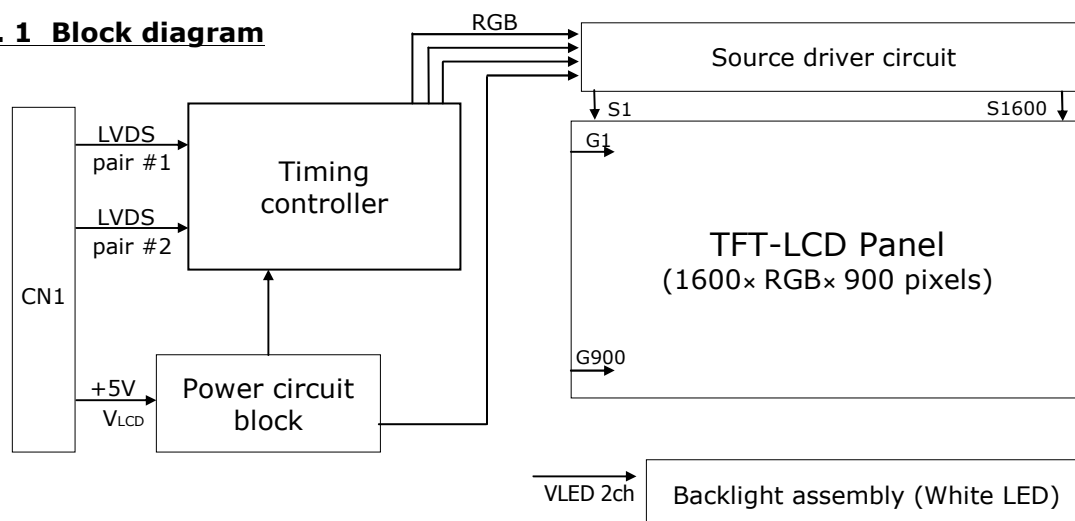 . 1 Block diagram
RGB
Source driver circuit
S1
S1600
CN1
LVDS
pair #1
LVDS
pair #2
Timing
controller
G1
TFT-LCD Panel
(1600× RGB× 900 pixels)
G900
+5V
VLCD
Power circuit
block
VLED 2ch
Backlight assembly (White LED)